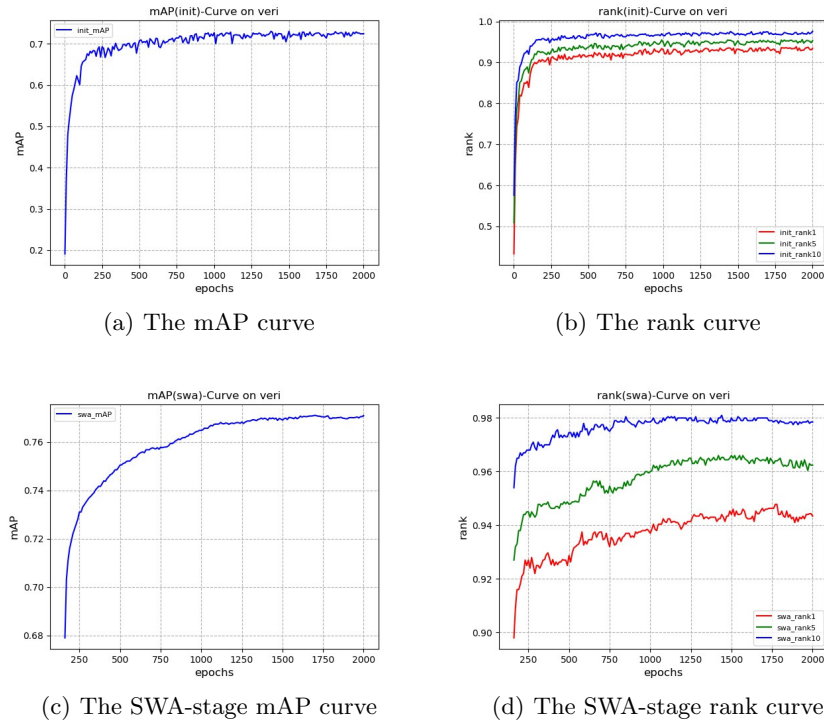 mAP(init)-Curve on veri
init_mAP
0.7
0.6
0.5
0.4
0.3
0.2
mAP
0 250 500 750 1000 1250 1500 1750 2000
epochs
(a) The mAP curve
rank(init)-Curve on veri
1.0
0.9
0.8
0.7
0.6
0.5
rank
init_rank1
init_rank5
init_rank10
0 250 500 750 1000 1250 1500 1750 2000
epochs
(b) The rank curve
mAP(swa)-Curve on veri
swa_mAP
0.76
0.74
0.72
0.70
0.68
mAP
250 500 750 1000 1250 1500 1750 2000
epochs
(c) The SWA-stage mAP curve
rank(swa)-Curve on veri
0.98
0.96
0.94
0.92
0.90
rank
swa_rank1
swa_rank5
swa_rank10
250 500 750 1000 1250 1500 1750 2000
epochs
(d) The SWA-stage rank curve